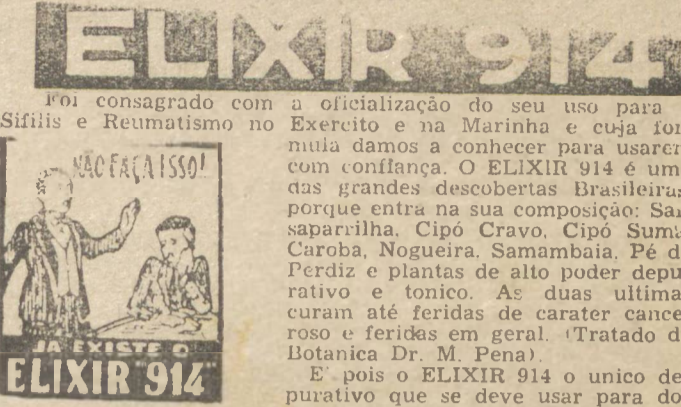 ELIXIR 914
Foi consagrado com a oficialização do seu uso para
Sifilis e Reumatismo no Exercito e na Marinha e cuja for
mula damos a conhecer para usarem
com confiança. O ELIXIR 914 é uma
das grandes descobertas Brasileiras
porque entra na sua composição: Sar
saparrilha, Cipó Cravo, Cipó Suma
Caroba, Nogueira, Samambaia, Pé d
Perdiz e plantas de alto poder depu
rativo e tonico. As duas ultima
curam até feridas de carater cance
roso e feridas em geral. (Tratado d
Botanica Dr. M. Pena).
E' pois o ELIXIR 914 o unico de
purativo que se deve usar para do
NÃO FAÇA ISSO!
JA EXISTE O
ELIXIR "914"